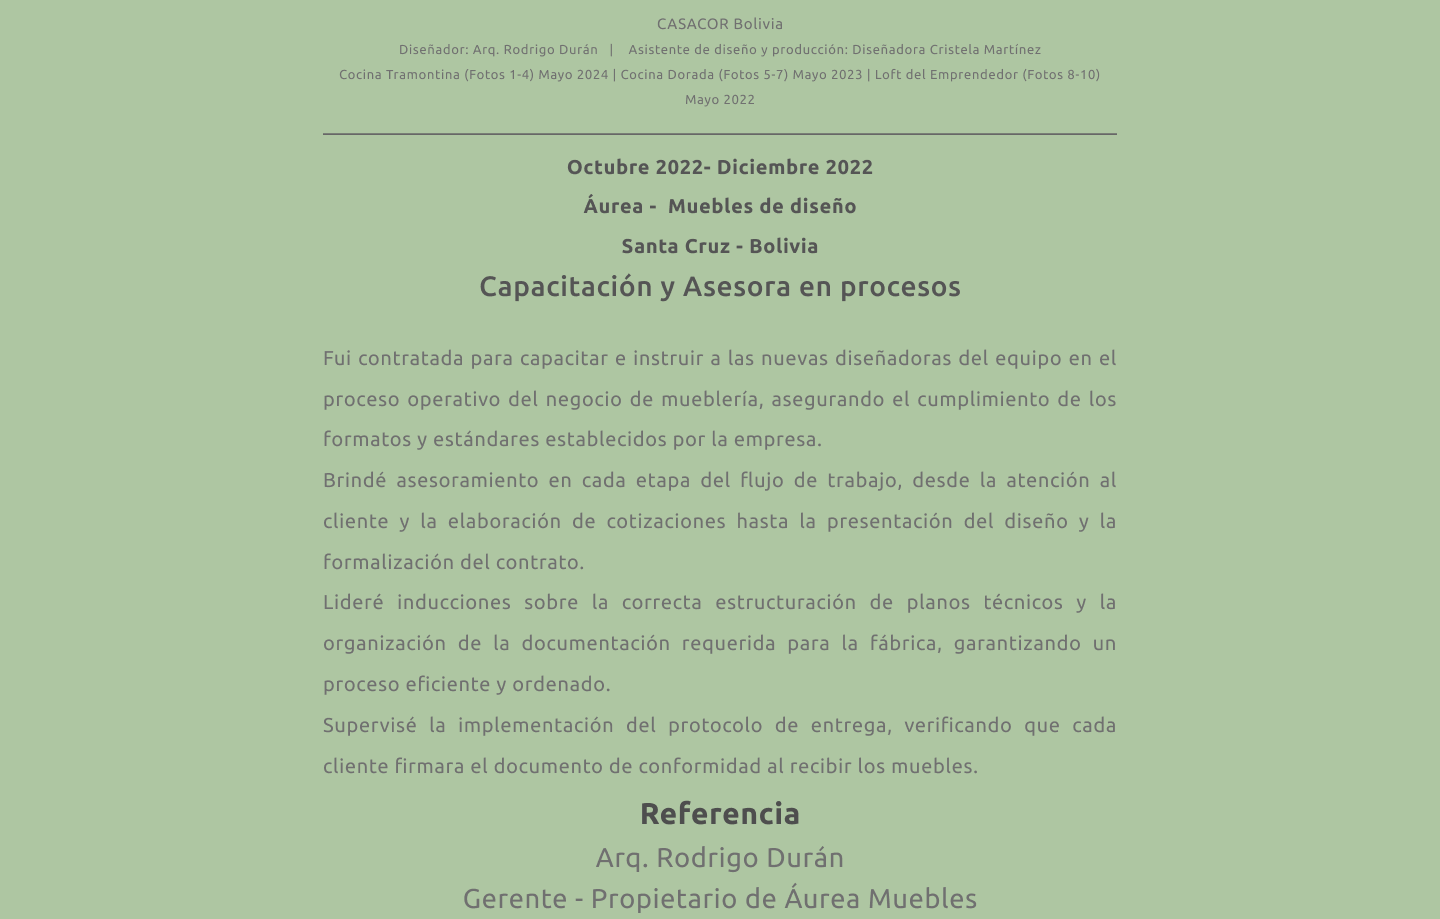 CASACOR Bolivia
Diseñador: Arq. Rodrigo Durán | Asistente de diseño y producción: Diseñadora Cristela Martínez
Cocina Tramontina (Fotos 1-4) Mayo 2024 | Cocina Dorada (Fotos 5-7) Mayo 2023 | Loft del Emprendedor (Fotos 8-10)
Mayo 2022
Octubre 2022- Diciembre 2022
Áurea - Muebles de diseño
Santa Cruz - Bolivia
Capacitación y Asesora en procesos
Fui contratada para capacitar e instruir a las nuevas diseñadoras del equipo en el
proceso operativo del negocio de mueblería, asegurando el cumplimiento de los
formatos y estándares establecidos por la empresa.
Brindé asesoramiento en cada etapa del flujo de trabajo, desde la atención al
cliente y la elaboración de cotizaciones hasta la presentación del diseño y la
formalización del contrato.
Lideré inducciones sobre la correcta estructuración de planos técnicos y la
organización de la documentación requerida para la fábrica, garantizando un
proceso eficiente y ordenado.
Supervisé la implementación del protocolo de entrega, verificando que cada
cliente firmara el documento de conformidad al recibir los muebles.
Referencia
Arq. Rodrigo Durán
Gerente - Propietario de Áurea Muebles